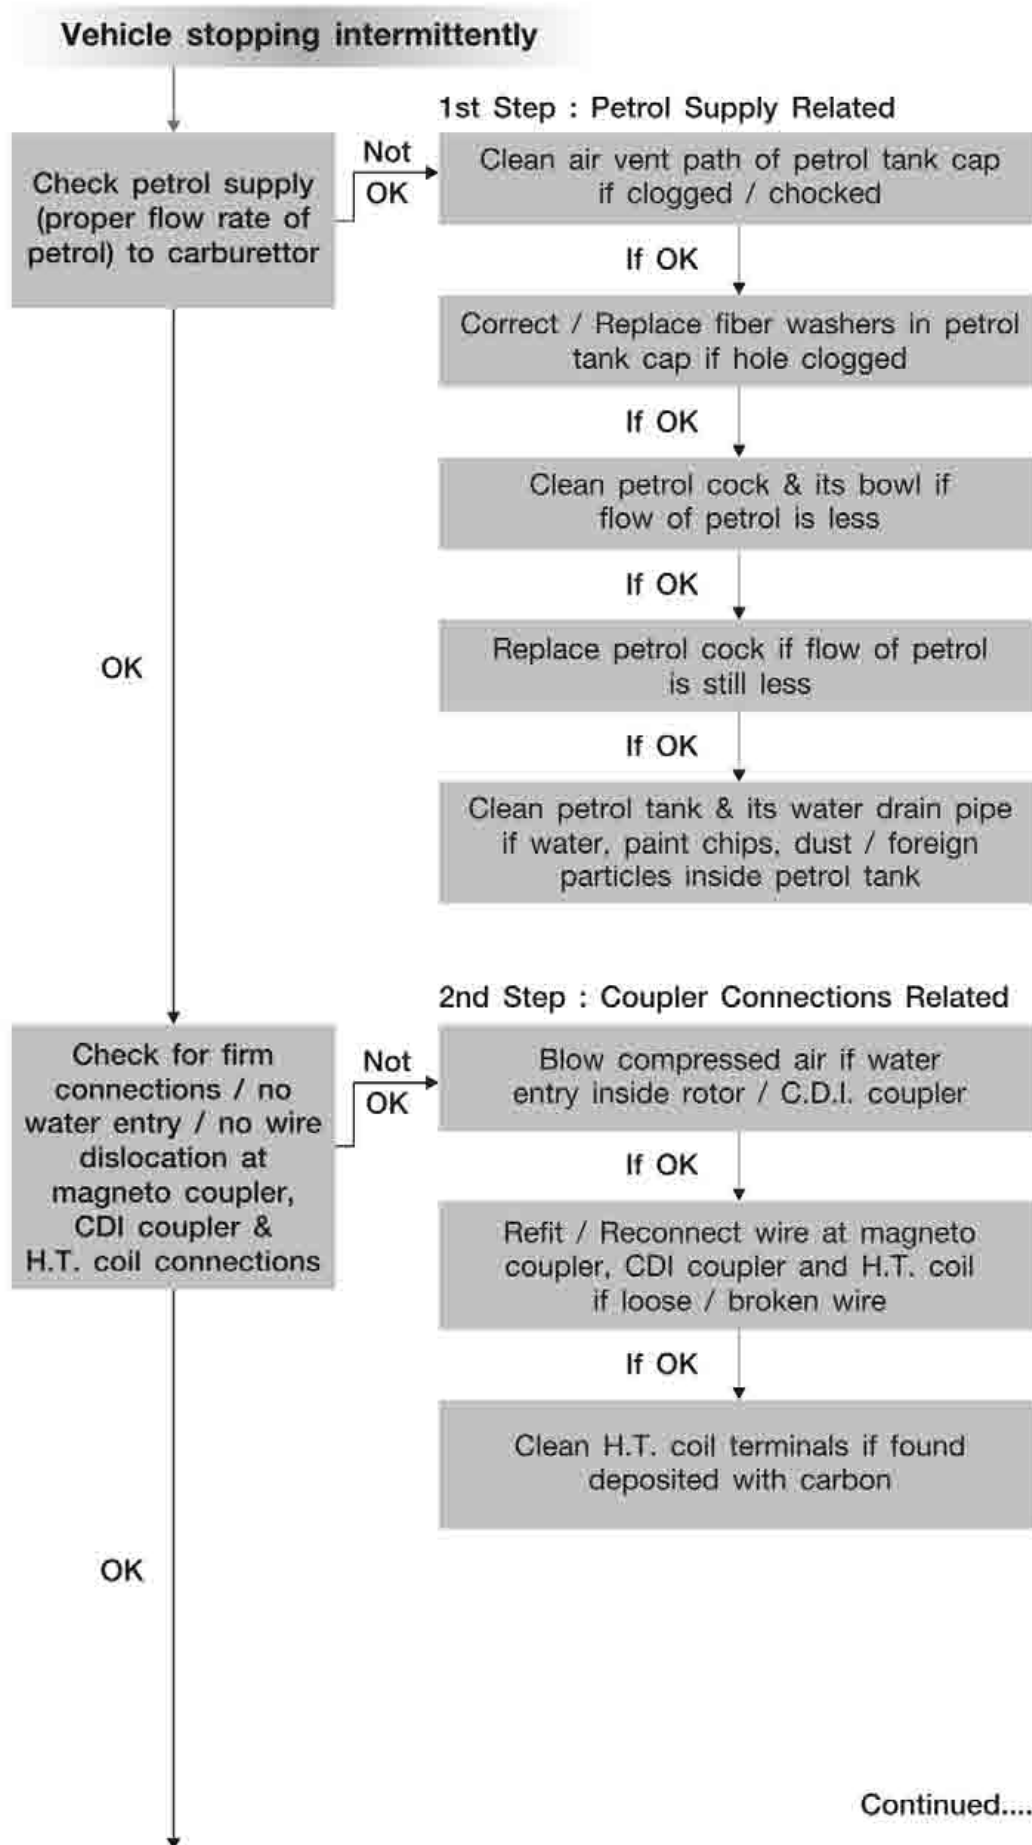 Vehicle stopping intermittently
1st Step : Petrol Supply Related
Check petrol supply
(proper flow rate of
petrol) to carburettor
Not
OK
Clean air vent path of petrol tank cap
if clogged / chocked
If OK
Correct / Replace fiber washers in petrol
tank cap if hole clogged
If OK
Clean petrol cock & its bowl if
flow of petrol is less
If OK
Replace petrol cock if flow of petrol
is still less
If OK
Clean petrol tank & its water drain pipe
if water, paint chips, dust / foreign
particles inside petrol tank
OK
2nd Step : Coupler Connections Related
Check for firm
connections / no
water entry / no wire
dislocation at
magneto coupler,
CDI coupler &
H.T. coil connections
Not
OK
Blow compressed air if water
entry inside rotor / C.D.I. coupler
If OK
Refit / Reconnect wire at magneto
coupler, CDI coupler and H.T. coil
if loose / broken wire
If OK
Clean H.T. coil terminals if found
deposited with carbon
OK
Continued....